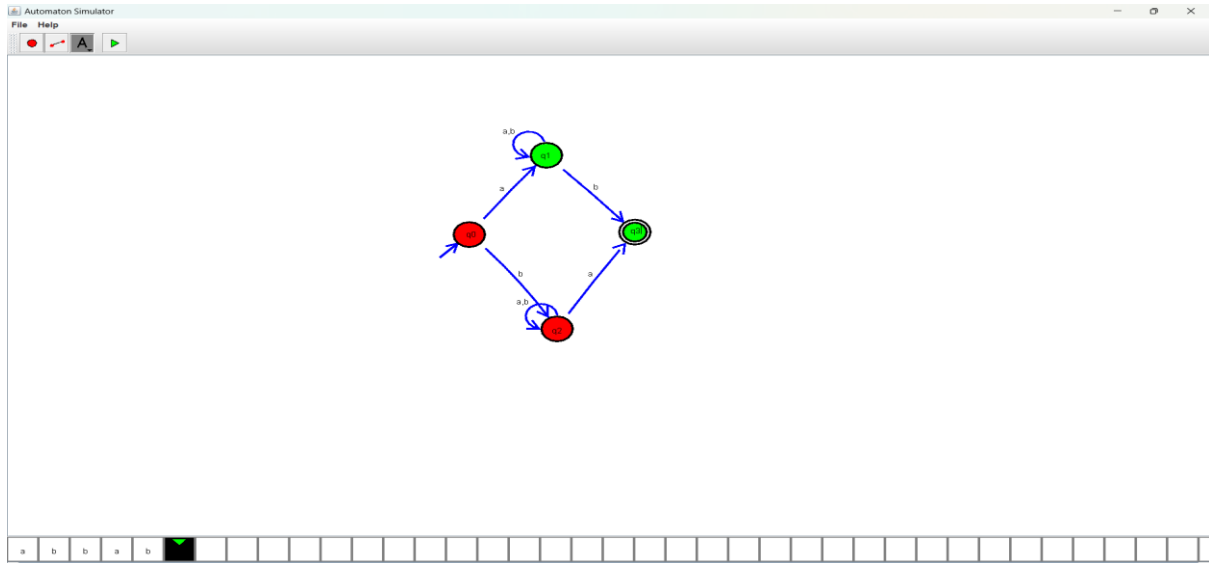 Automaton Simulator
File Help
A
a,b
q1
a
b
q0
q3
b
a
a,b
q2
a b b a b